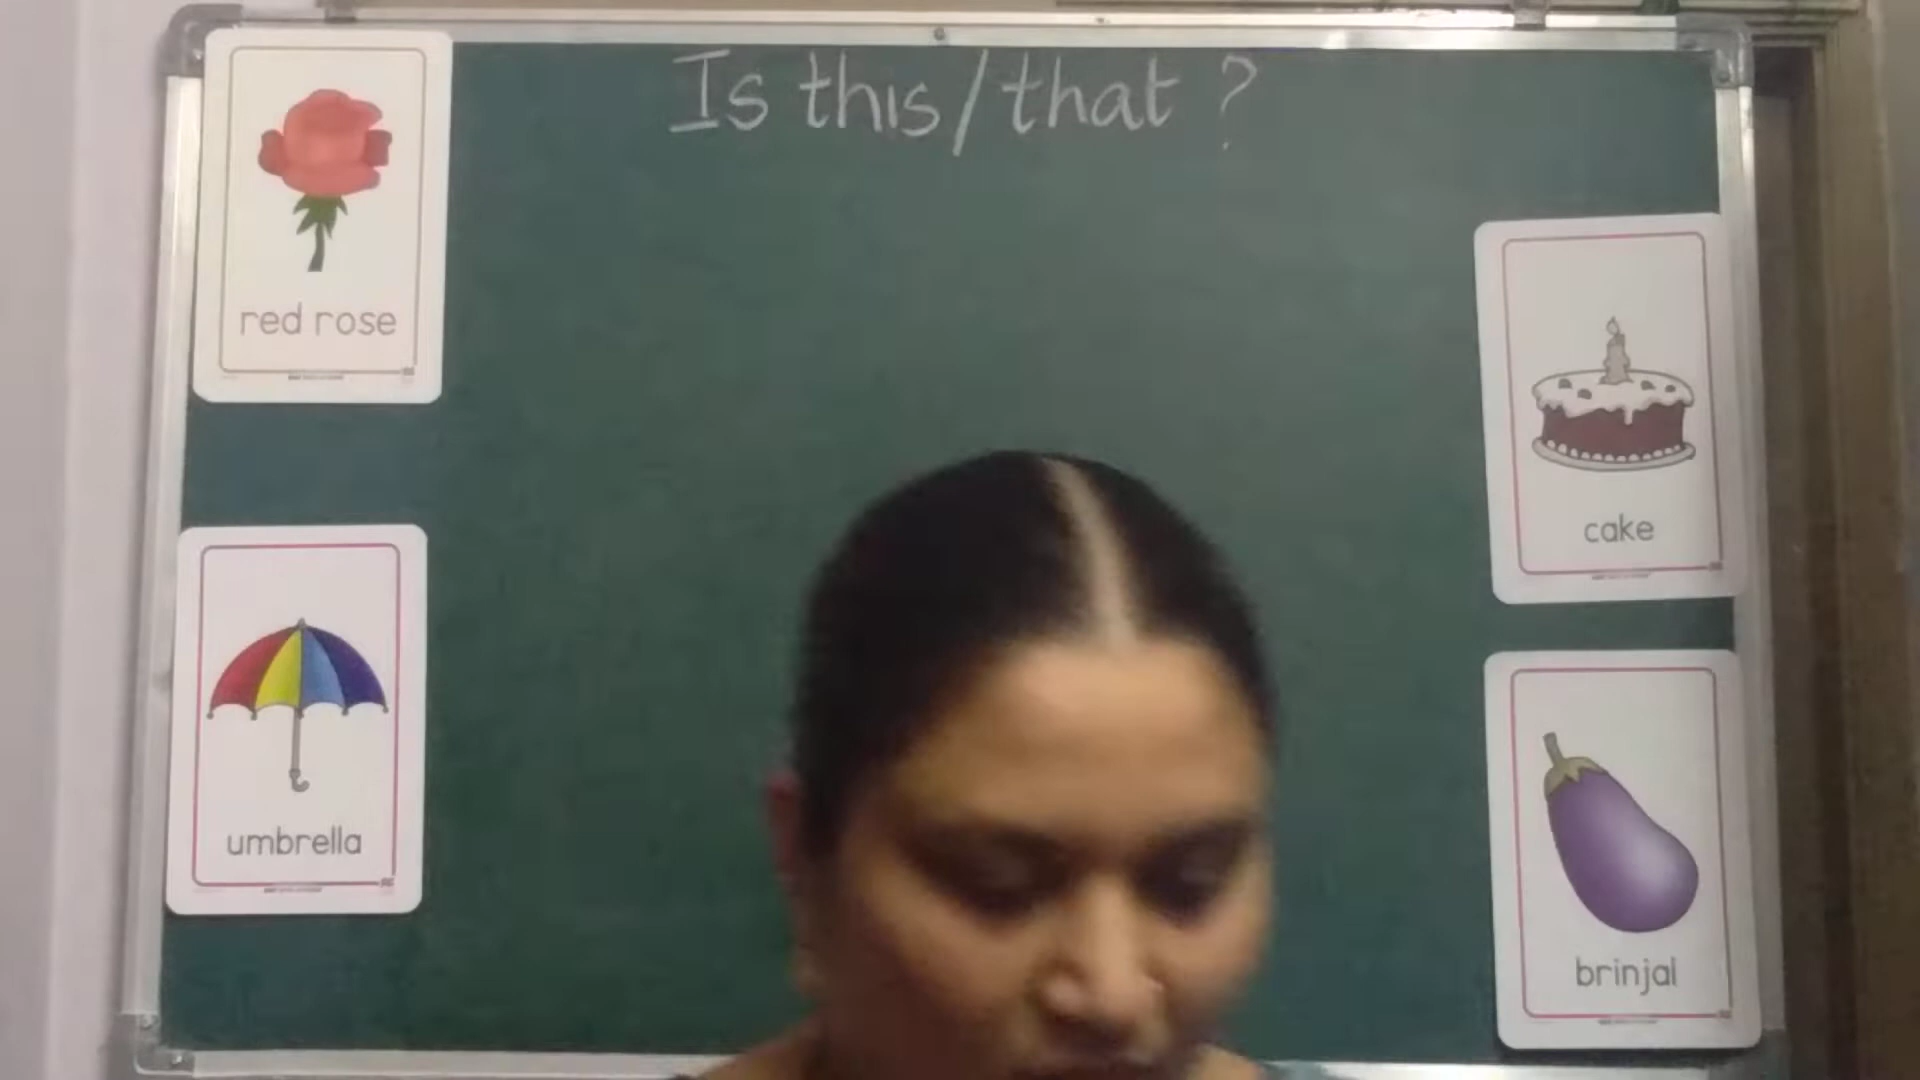 Is this/that ?
red rose
cake
umbrella
brinjal